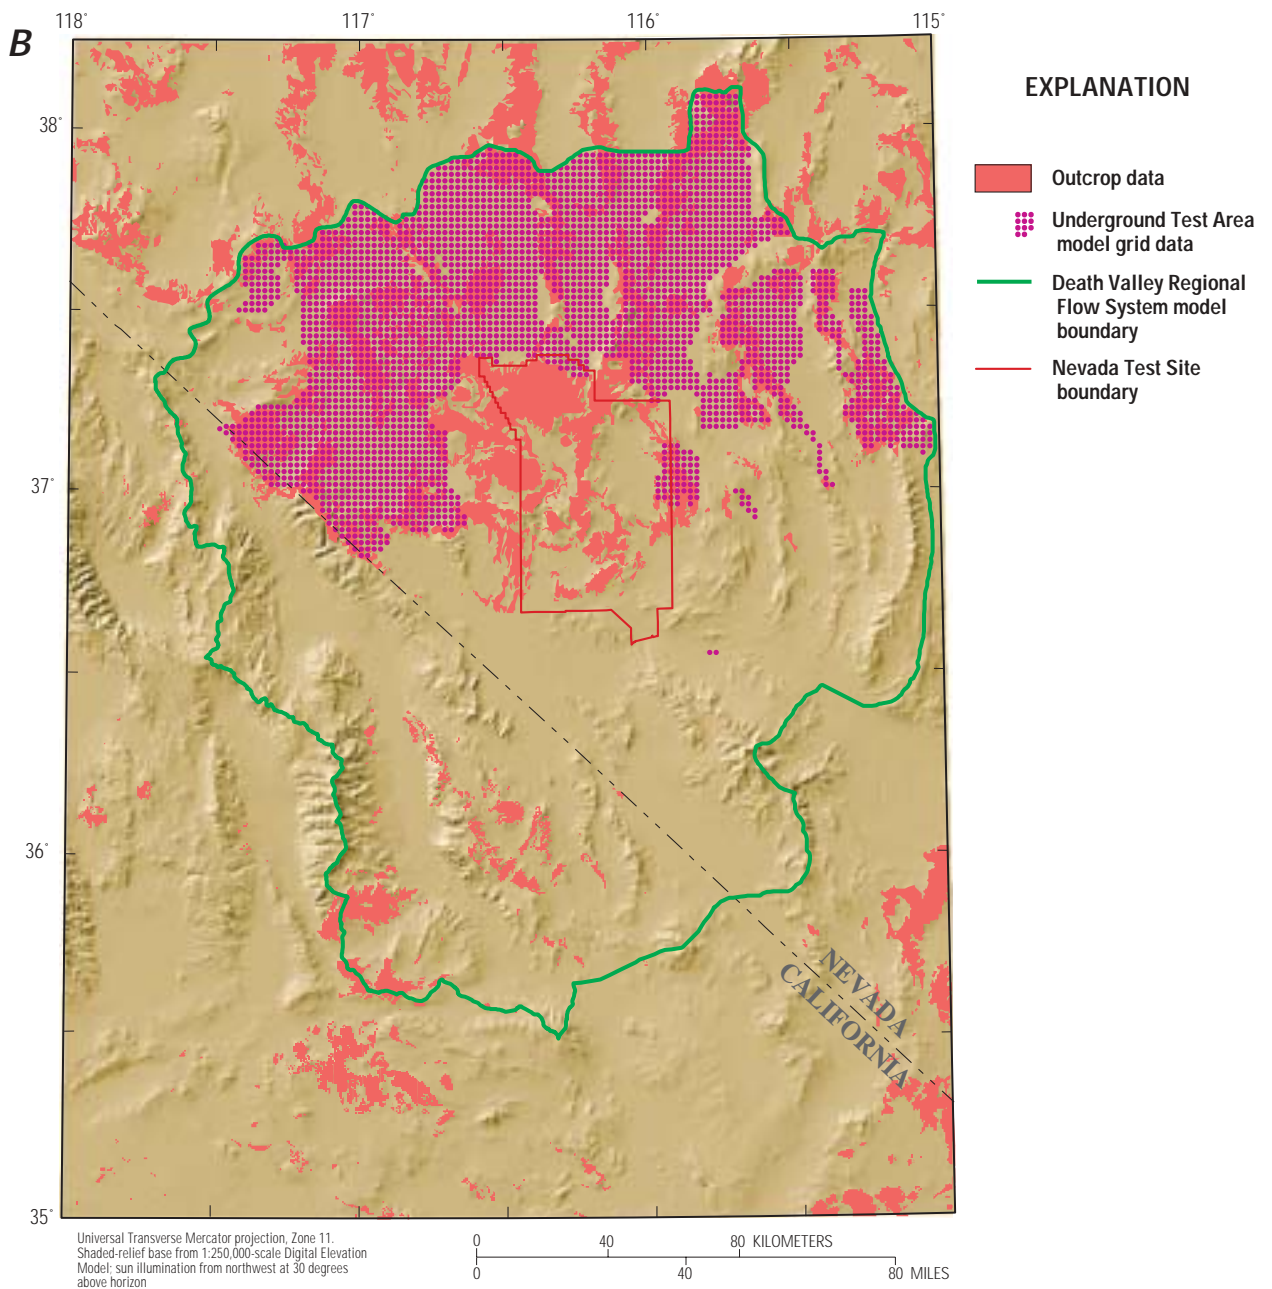 118° 117° 116° 115°
B
EXPLANATION
38°
Outcrop data
Underground Test Area
model grid data
Death Valley Regional
Flow System model
boundary
Nevada Test Site
boundary
37°
36°
NEVADA
CALIFORNIA
35°
Universal Transverse Mercator projection, Zone 11.
Shaded-relief base from 1:250,000-scale Digital Elevation
Model; sun illumination from northwest at 30 degrees
above horizon
0 40 80 KILOMETERS
0 40 80 MILES